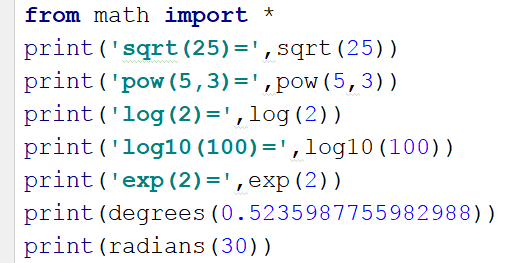 from math import *
print('sqrt(25)=',sqrt(25))
print('pow(5,3)=',pow(5,3))
print('log(2)=',log(2))
print('log10(100)=',log10(100))
print('exp(2)=',exp(2))
print(degrees(0.5235987755982988))
print(radians(30))